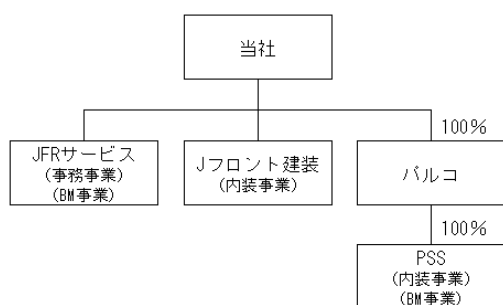 当社
100%
JFRサービス
(事務事業)
(BM事業)
Jフロント建装
(内装事業)
パルコ
100%
PSS
(内装事業)
(BM事業)